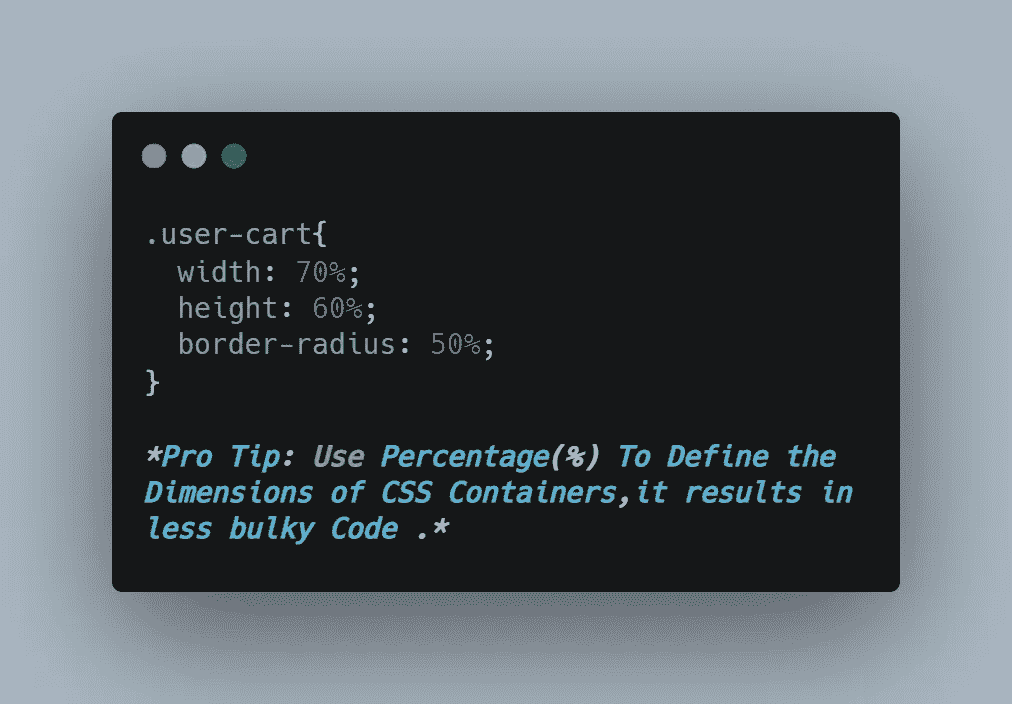 .user-cart{
  width: 70%;
  height: 60%;
  border-radius: 50%;
}
*Pro Tip: Use Percentage(%) To Define the
Dimensions of CSS Containers,it results in
less bulky Code .*